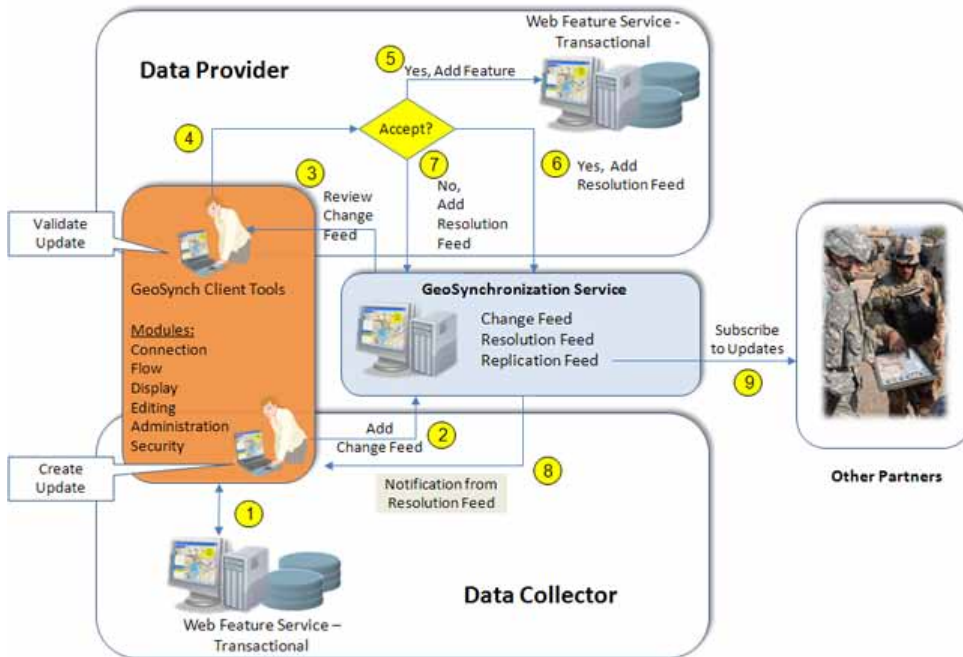 Web Feature Service -
Transactional
Data Provider
5
Yes, Add Feature
4
Accept?
3
7
6
Yes, Add
Resolution Feed
Review
Change
Feed
No,
Add
Resolution
Feed
Validate
Update
GeoSynch Client Tools
Modules:
Connection
Flow
Display
Editing
Administration
Security
GeoSynchronization Service
Change Feed
Resolution Feed
Replication Feed
Subscribe
to Updates
9
Other Partners
Add
Change Feed
2
8
Create
Update
Notification from
Resolution Feed
1
Data Collector
Web Feature Service –
Transactional